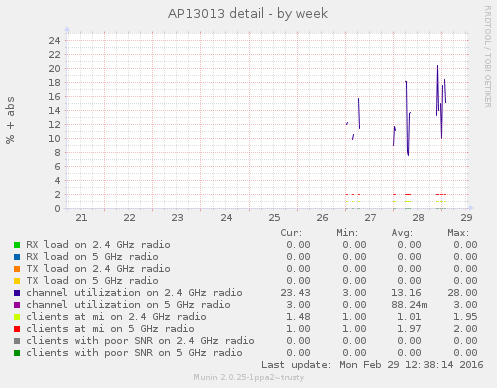 AP13013 detail - by week
RRDTOOL / TOBI OETIKER
% + abs
24
22
20
18
16
14
12
10
8
6
4
2
0
21 22 23 24 25 26 27 28 29
Cur: Min: Avg: Max:
RX load on 2.4 GHz radio 0.00 0.00 0.00 0.00
RX load on 5 GHz radio 0.00 0.00 0.00 0.00
TX load on 2.4 GHz radio 0.00 0.00 0.00 0.00
TX load on 5 GHz radio 0.00 0.00 0.00 0.00
channel utilization on 2.4 GHz radio 23.43 3.00 13.16 28.00
channel utilization on 5 GHz radio 3.00 0.00 88.24m 3.00
clients at mi on 2.4 GHz radio 1.48 1.00 1.01 1.95
clients at mi on 5 GHz radio 1.00 1.00 1.97 2.00
clients with poor SNR on 2.4 GHz radio 0.00 0.00 0.00 0.00
clients with poor SNR on 5 GHz radio 0.00 0.00 0.00 0.00
Last update: Mon Feb 29 12:38:14 2016
Munin 2.0.25-1ppa2~trusty